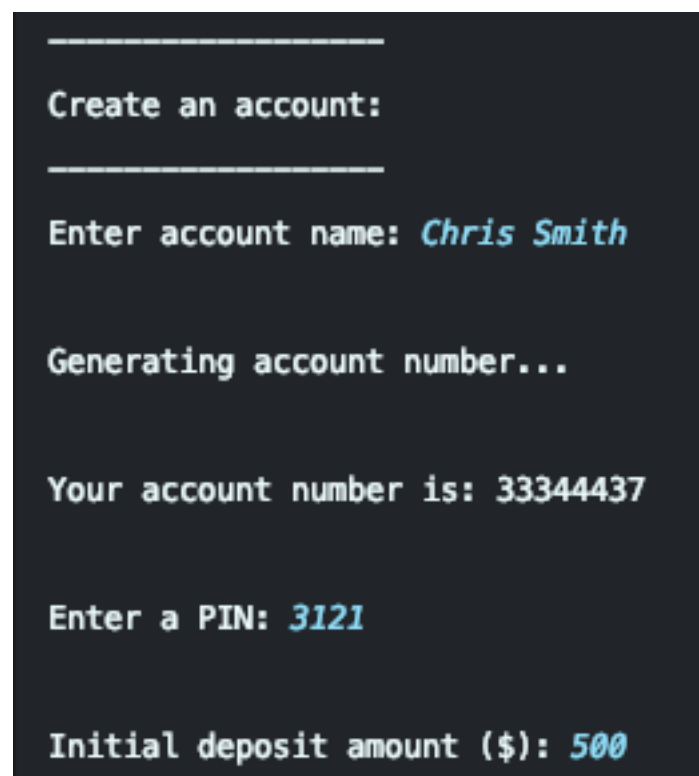 ------------------
Create an account:
------------------
Enter account name: Chris Smith
Generating account number...
Your account number is: 33344437
Enter a PIN: 3121
Initial deposit amount ($): 500